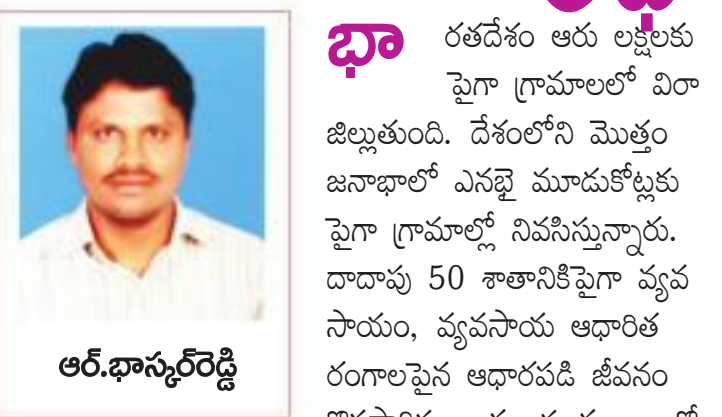 ఆర్.భాస్కర్‌రెడ్డి
భారతదేశం ఆరు లక్షలకు
పైగా గ్రామాలలో విరా
జిల్లుతుంది. దేశంలోని మొత్తం
జనాభాలో ఎనభై మూడుకోట్లకు
పైగా గ్రామాల్లో నివసిస్తున్నారు.
దాదాపు 50 శాతానికిపైగా వ్యవ
సాయం, వ్యవసాయ ఆధారిత
రంగాలపైన ఆధారపడి జీవనం